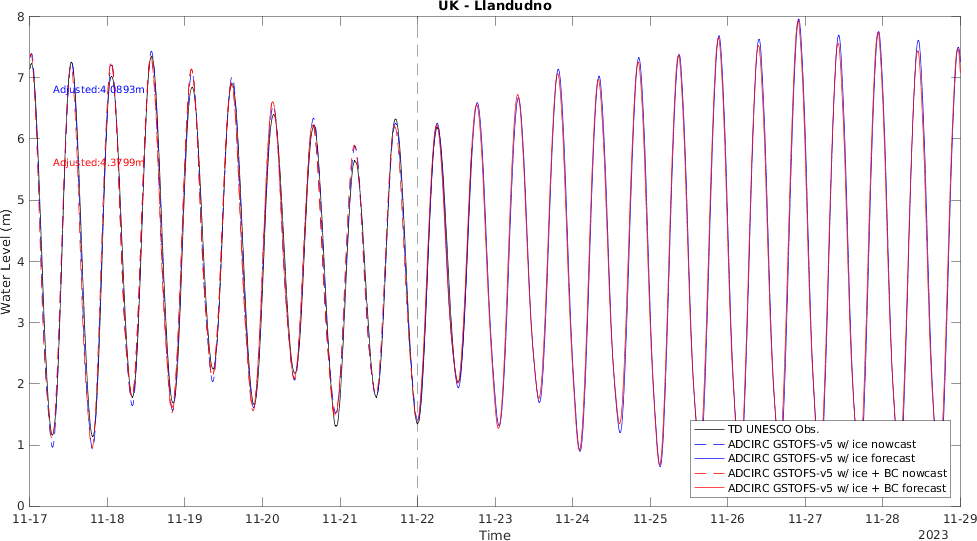 UK - Llandudno
8
7
6
5
4
3
2
1
0
Water Level (m)
Adjusted:4.0893m
Adjusted:4.3799m
TD UNESCO Obs.
ADCIRC GSTOFS-v5 w/ ice nowcast
ADCIRC GSTOFS-v5 w/ ice forecast
ADCIRC GSTOFS-v5 w/ ice + BC nowcast
ADCIRC GSTOFS-v5 w/ ice + BC forecast
11-17 11-18 11-19 11-20 11-21 11-22 11-23 11-24 11-25 11-26 11-27 11-28 11-29
Time
2023